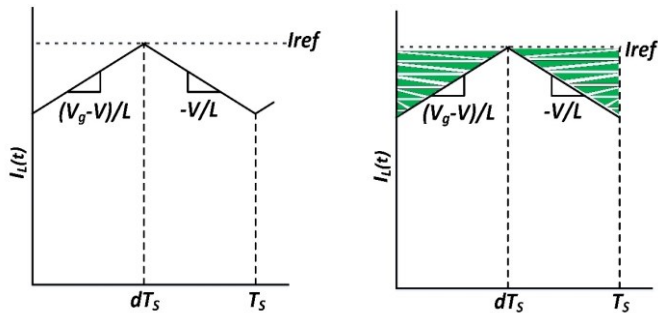 Iref
(Vg-V)/L
-V/L
IL(t)
dTS
TS
Iref
(Vg-V)/L
-V/L
IL(t)
dTS
TS